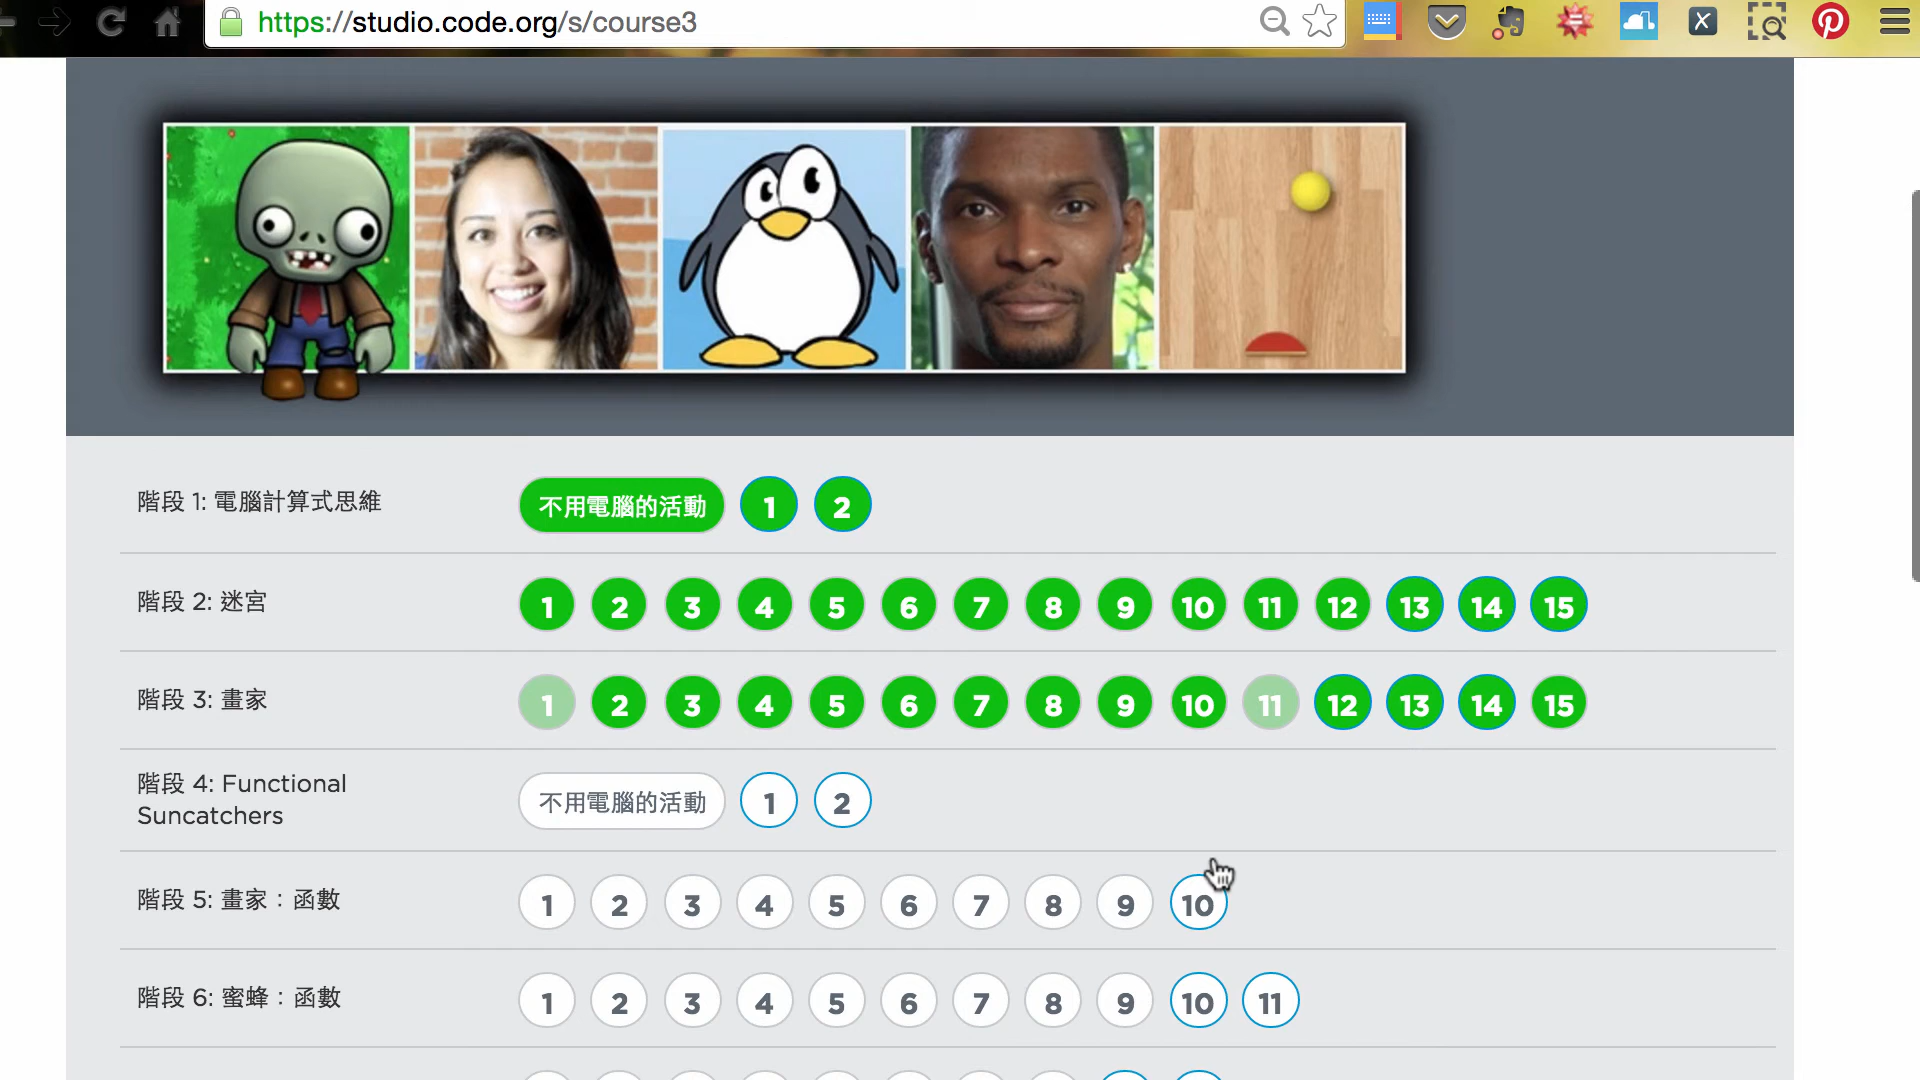 https://studio.code.org/s/course3
階段 1: 電腦計算式思維 不用電腦的活動 1 2
階段 2: 迷宮 1 2 3 4 5 6 7 8 9 10 11 12 13 14 15
階段 3: 畫家 1 2 3 4 5 6 7 8 9 10 11 12 13 14 15
階段 4: Functional
Suncatchers 不用電腦的活動 1 2
階段 5: 畫家：函數 1 2 3 4 5 6 7 8 9 10
階段 6: 蜜蜂：函數 1 2 3 4 5 6 7 8 9 10 11